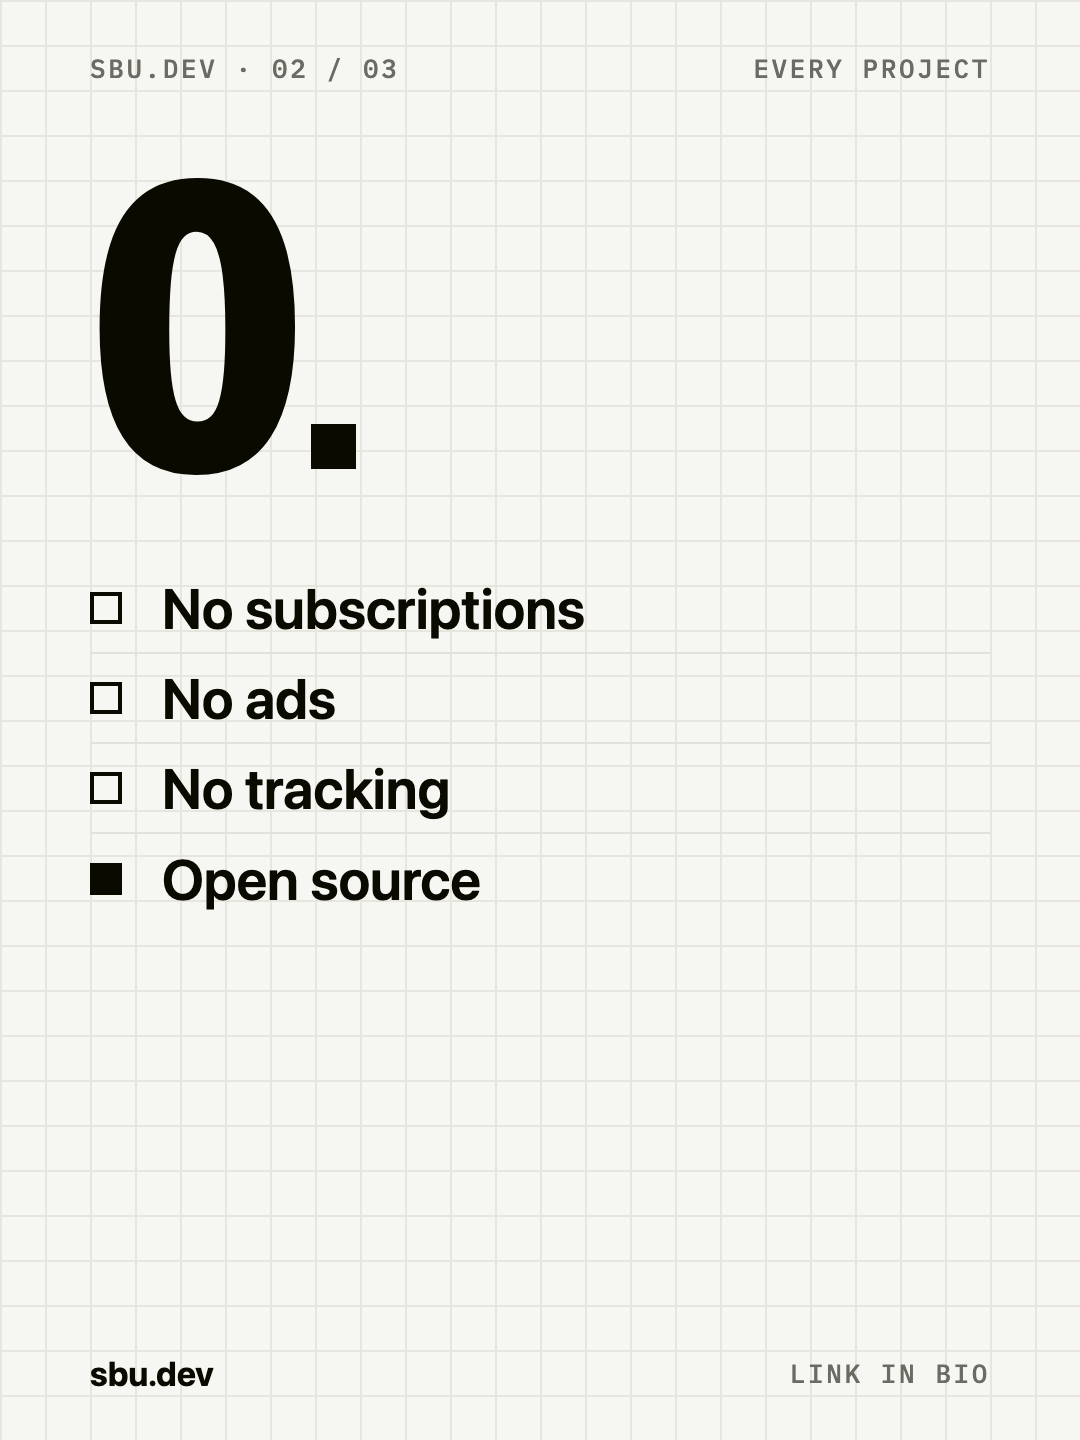 SBU.DEV · 02 / 03
EVERY PROJECT
0.
No subscriptions
No ads
No tracking
Open source
sbu.dev
LINK IN BIO